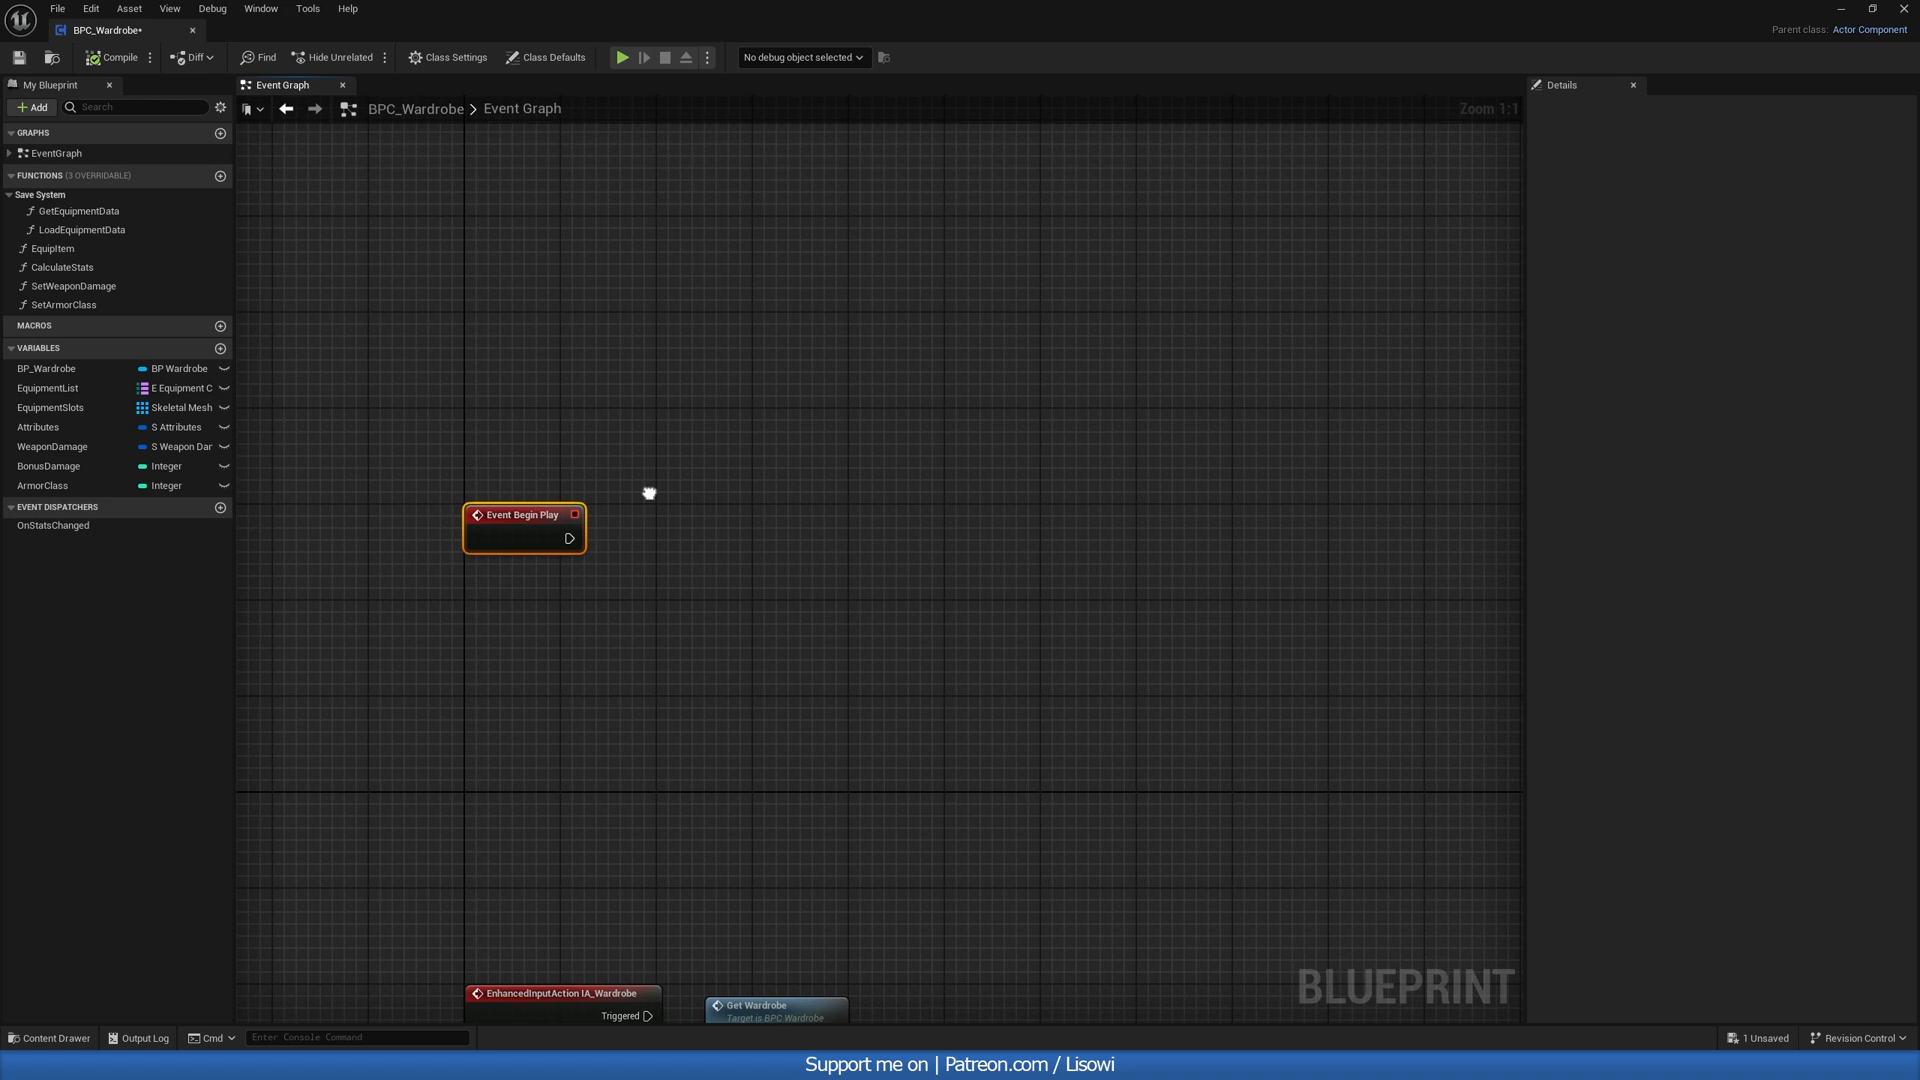 File Edit Asset View Debug Window Tools Help
BPC_Wardrobe*
Parent class: Actor Component
Compile Diff Find Hide Unrelated Class Settings Class Defaults No debug object selected
My Blueprint Event Graph Details
Add Search BPC_Wardrobe > Event Graph Zoom 1:1
GRAPHS
EventGraph
FUNCTIONS (3 OVERRIDABLE)
Save System
GetEquipmentData
LoadEquipmentData
EquipItem
CalculateStats
SetWeaponDamage
SetArmorClass
MACROS
VARIABLES
BP_Wardrobe BP Wardrobe
EquipmentList E Equipment C
EquipmentSlots Skeletal Mesh
Attributes S Attributes
WeaponDamage S Weapon Dar
BonusDamage Integer
ArmorClass Integer
EVENT DISPATCHERS
OnStatsChanged
Event Begin Play
EnhancedInputAction IA_Wardrobe
Triggered
Get Wardrobe
Target is BPC Wardrobe
BLUEPRINT
Content Drawer Output Log Cmd Enter Console Command 1 Unsaved Revision Control
Support me on | Patreon.com / Lisowi